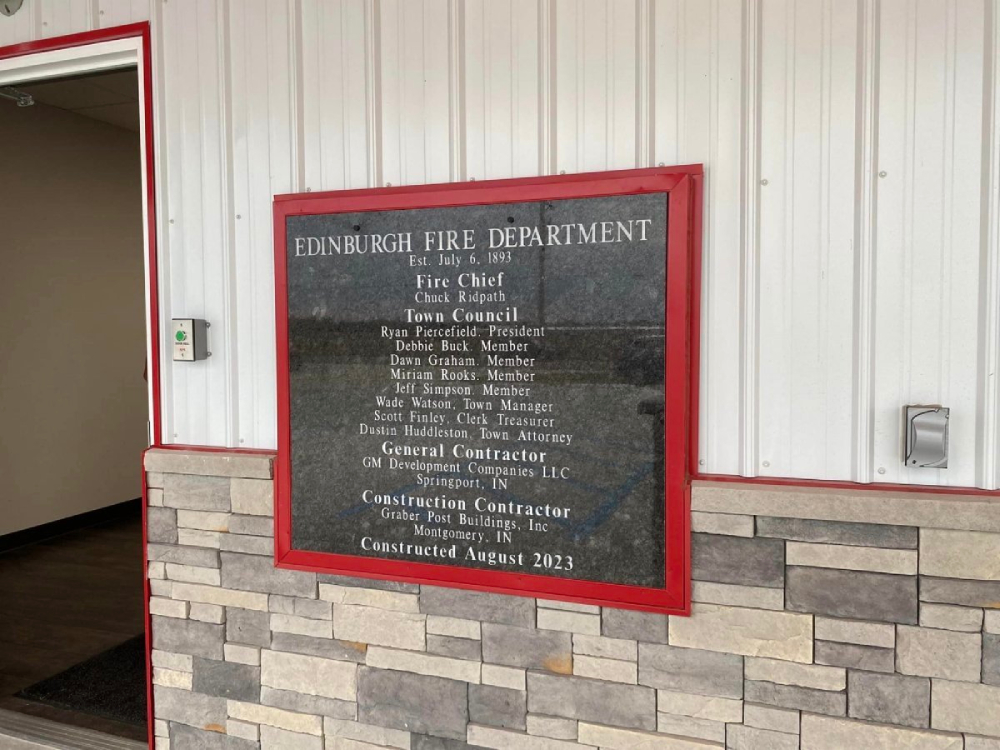 EDINBURGH FIRE DEPARTMENT
Est. July 6, 1893
Fire Chief
Chuck Ridpath
Town Council
Ryan Piercefield, President
Debbie Buck, Member
Dawn Graham, Member
Miriam Rooks, Member
Jeff Simpson, Member
Wade Watson, Town Manager
Scott Finley, Clerk Treasurer
Dustin Huddleston, Town Attorney
General Contractor
GM Development Companies LLC
Springport, IN
Construction Contractor
Graber Post Buildings, Inc
Montgomery, IN
Constructed August 2023